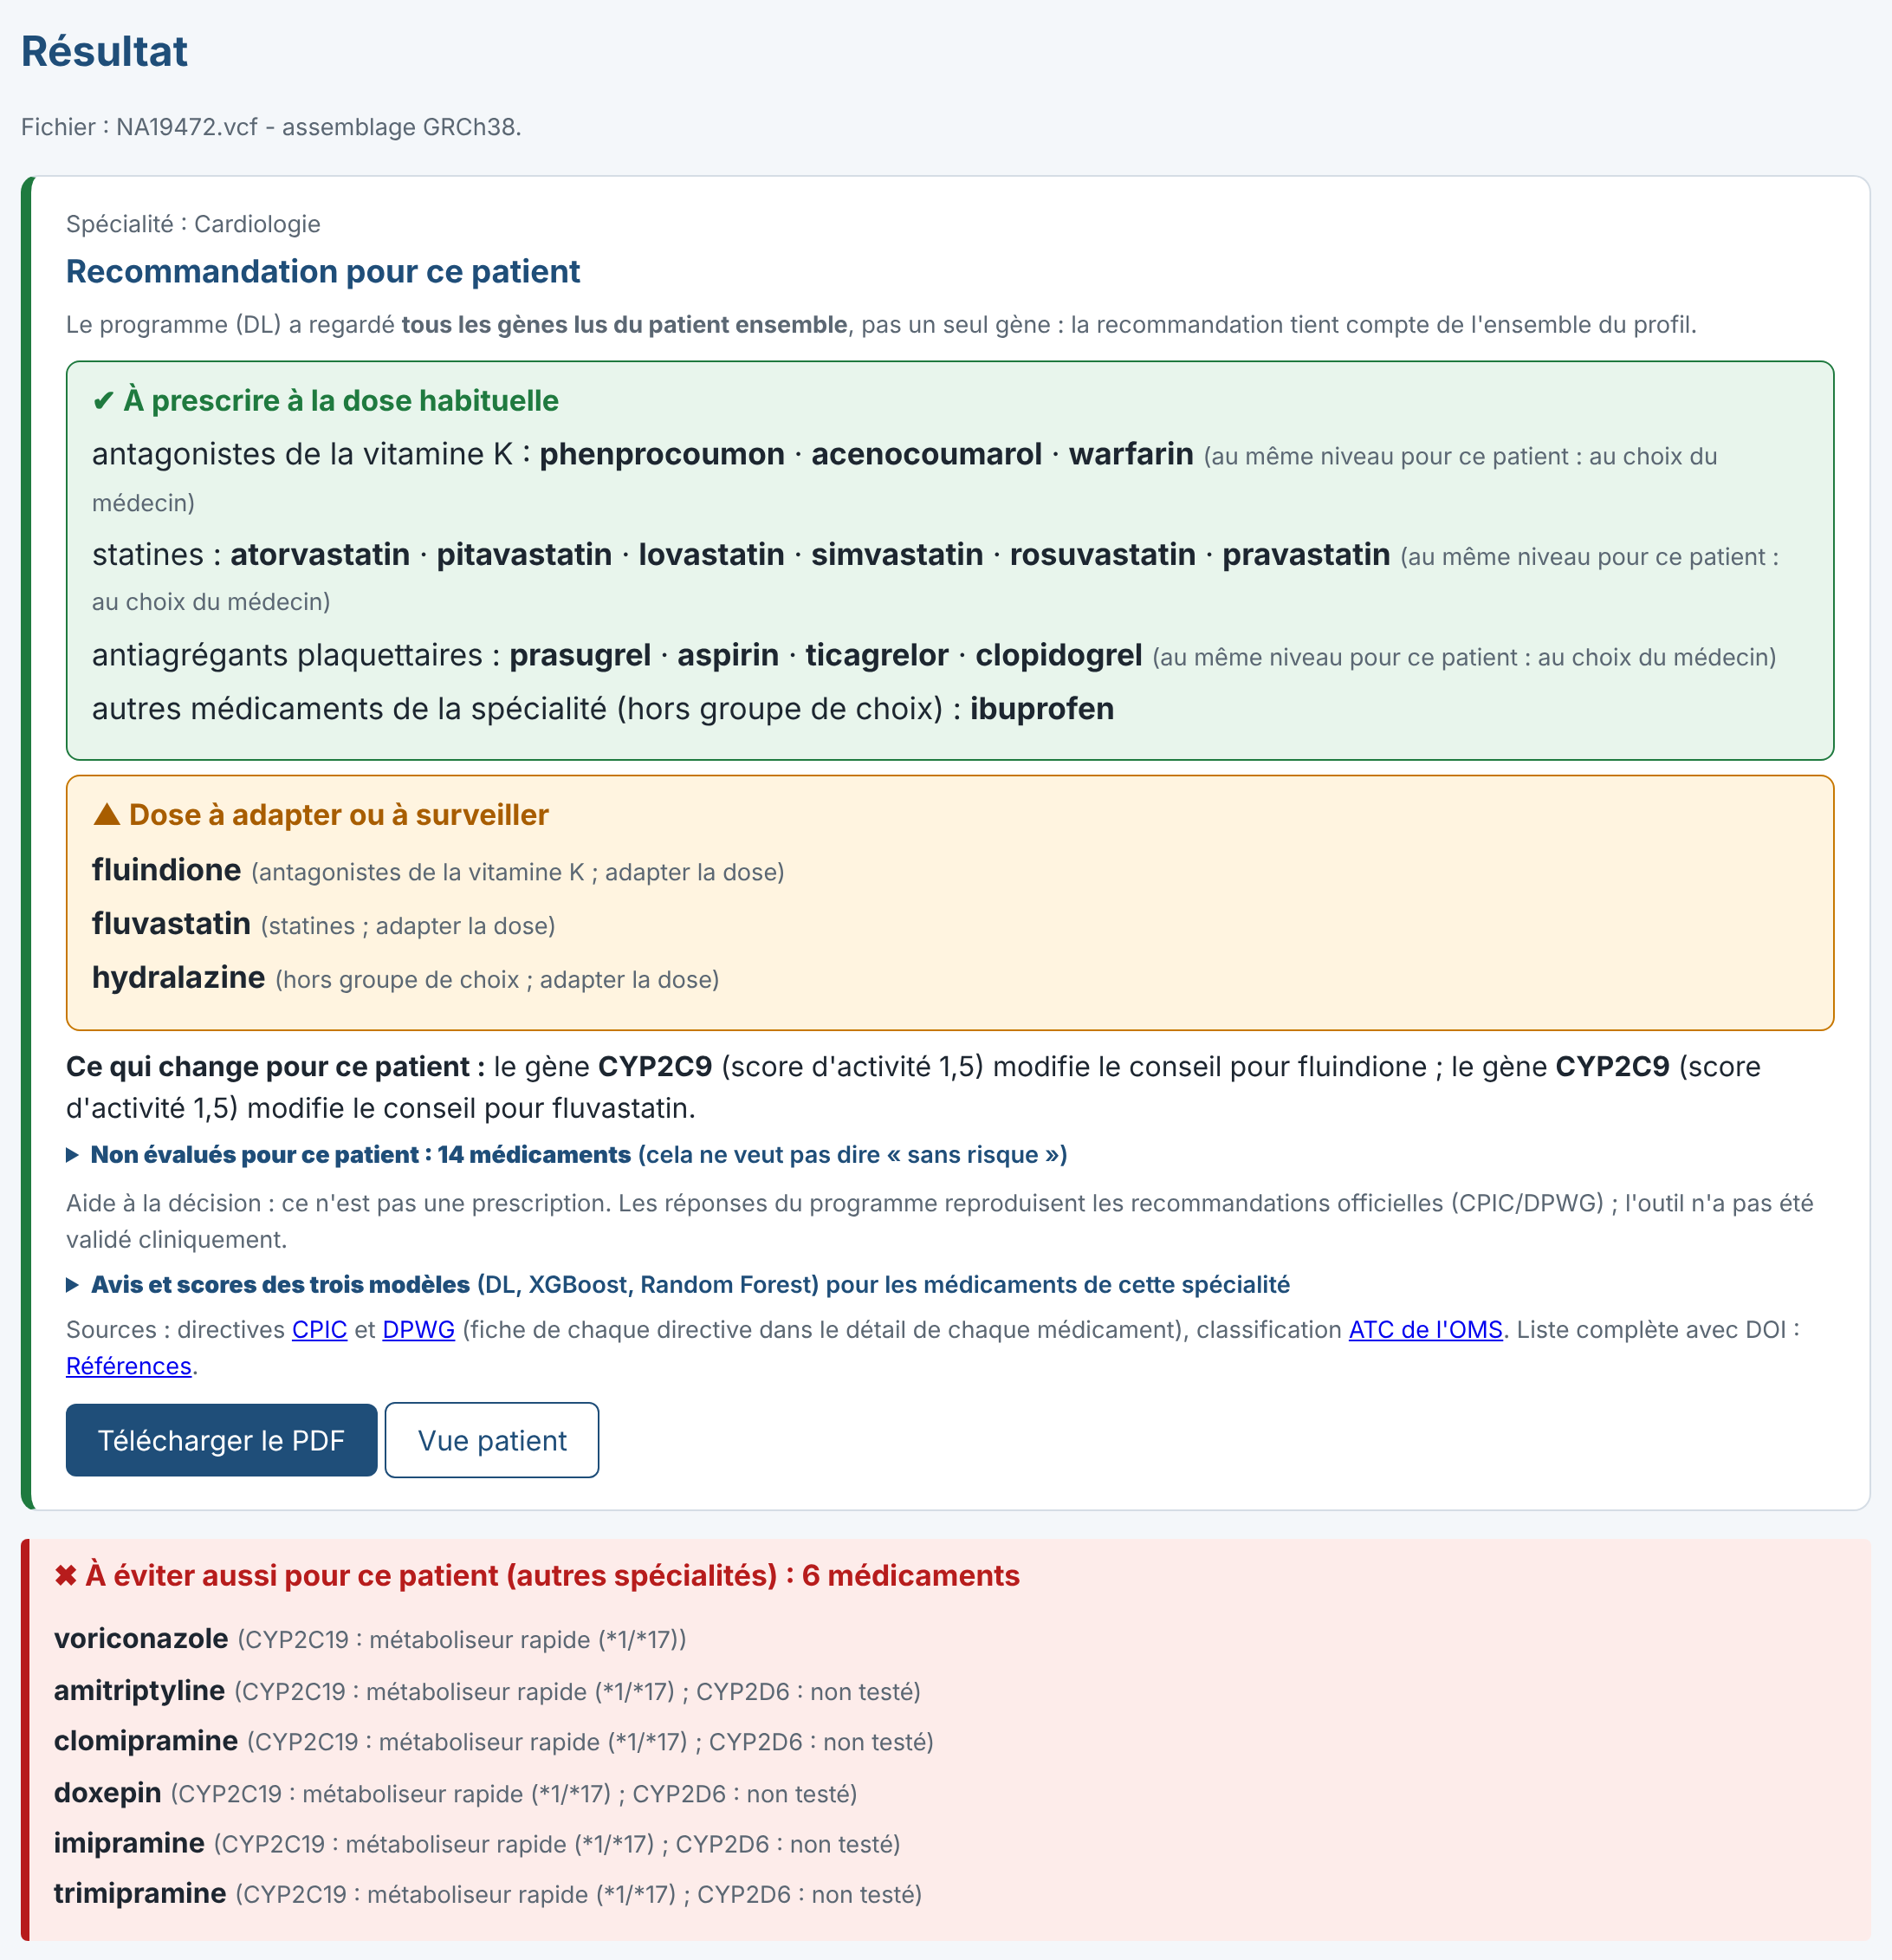 Résultat
Fichier : NA19472.vcf - assemblage GRCh38.
Spécialité : Cardiologie
Recommandation pour ce patient
Le programme (DL) a regardé tous les gènes lus du patient ensemble, pas un seul gène : la recommandation tient compte de l'ensemble du profil.
✔ À prescrire à la dose habituelle
antagonistes de la vitamine K : phenprocoumon · acenocoumarol · warfarin (au même niveau pour ce patient : au choix du
médecin)
statines : atorvastatin · pitavastatin · lovastatin · simvastatin · rosuvastatin · pravastatin (au même niveau pour ce patient :
au choix du médecin)
antiagrégants plaquettaires : prasugrel · aspirin · ticagrelor · clopidogrel (au même niveau pour ce patient : au choix du médecin)
autres médicaments de la spécialité (hors groupe de choix) : ibuprofen
▲ Dose à adapter ou à surveiller
fluindione (antagonistes de la vitamine K ; adapter la dose)
fluvastatin (statines ; adapter la dose)
hydralazine (hors groupe de choix ; adapter la dose)
Ce qui change pour ce patient : le gène CYP2C9 (score d'activité 1,5) modifie le conseil pour fluindione ; le gène CYP2C9 (score
d'activité 1,5) modifie le conseil pour fluvastatin.
▶ Non évalués pour ce patient : 14 médicaments (cela ne veut pas dire « sans risque »)
Aide à la décision : ce n'est pas une prescription. Les réponses du programme reproduisent les recommandations officielles (CPIC/DPWG) ; l'outil n'a pas été
validé cliniquement.
▶ Avis et scores des trois modèles (DL, XGBoost, Random Forest) pour les médicaments de cette spécialité
Sources : directives CPIC et DPWG (fiche de chaque directive dans le détail de chaque médicament), classification ATC de l'OMS. Liste complète avec DOI :
Références.
Télécharger le PDF
Vue patient
✖ À éviter aussi pour ce patient (autres spécialités) : 6 médicaments
voriconazole (CYP2C19 : métaboliseur rapide (*1/*17))
amitriptyline (CYP2C19 : métaboliseur rapide (*1/*17) ; CYP2D6 : non testé)
clomipramine (CYP2C19 : métaboliseur rapide (*1/*17) ; CYP2D6 : non testé)
doxepin (CYP2C19 : métaboliseur rapide (*1/*17) ; CYP2D6 : non testé)
imipramine (CYP2C19 : métaboliseur rapide (*1/*17) ; CYP2D6 : non testé)
trimipramine (CYP2C19 : métaboliseur rapide (*1/*17) ; CYP2D6 : non testé)